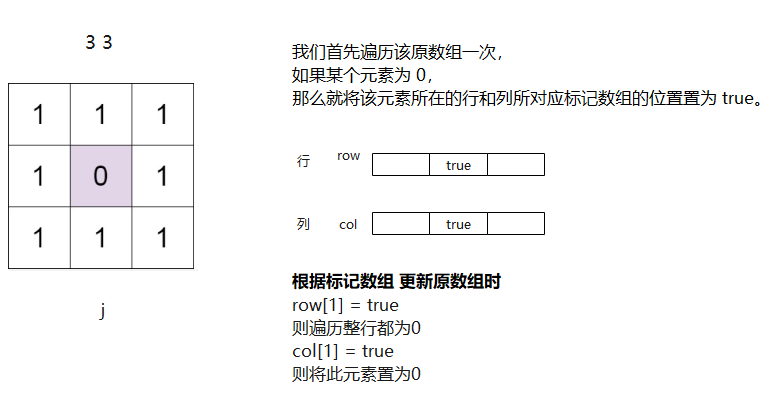 3 3
1 1 1
1 0 1
1 1 1
j
我们首先遍历该原数组一次，
如果某个元素为 0，
那么就将该元素所在的行和列所对应标记数组的位置置为 true。
行 row true
列 col true
根据标记数组 更新原数组时
row[1] = true
则遍历整行都为0
col[1] = true
则将此元素置为0